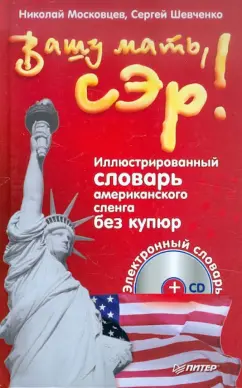 Николай Московцев, Сергей Шевченко
Вашу мать,
сэр!
Иллюстрированный
словарь
американского
сленга
без купюр
Электронный словарь
+ CD
ПИТЕР